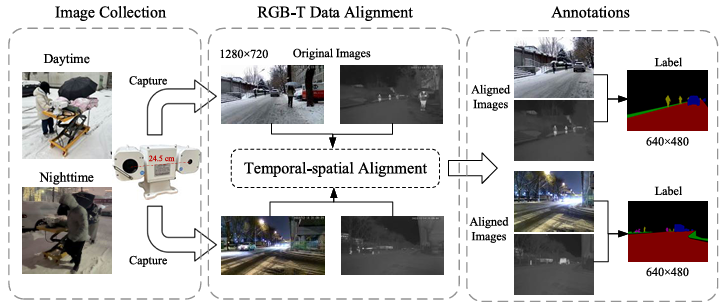 Image Collection
RGB-T Data Alignment
Annotations
Daytime
Capture
24.5 cm
Nighttime
Capture
1280×720
Original Images
Temporal-spatial Alignment
Aligned
Images
Label
640×480
Aligned
Images
Label
640×480